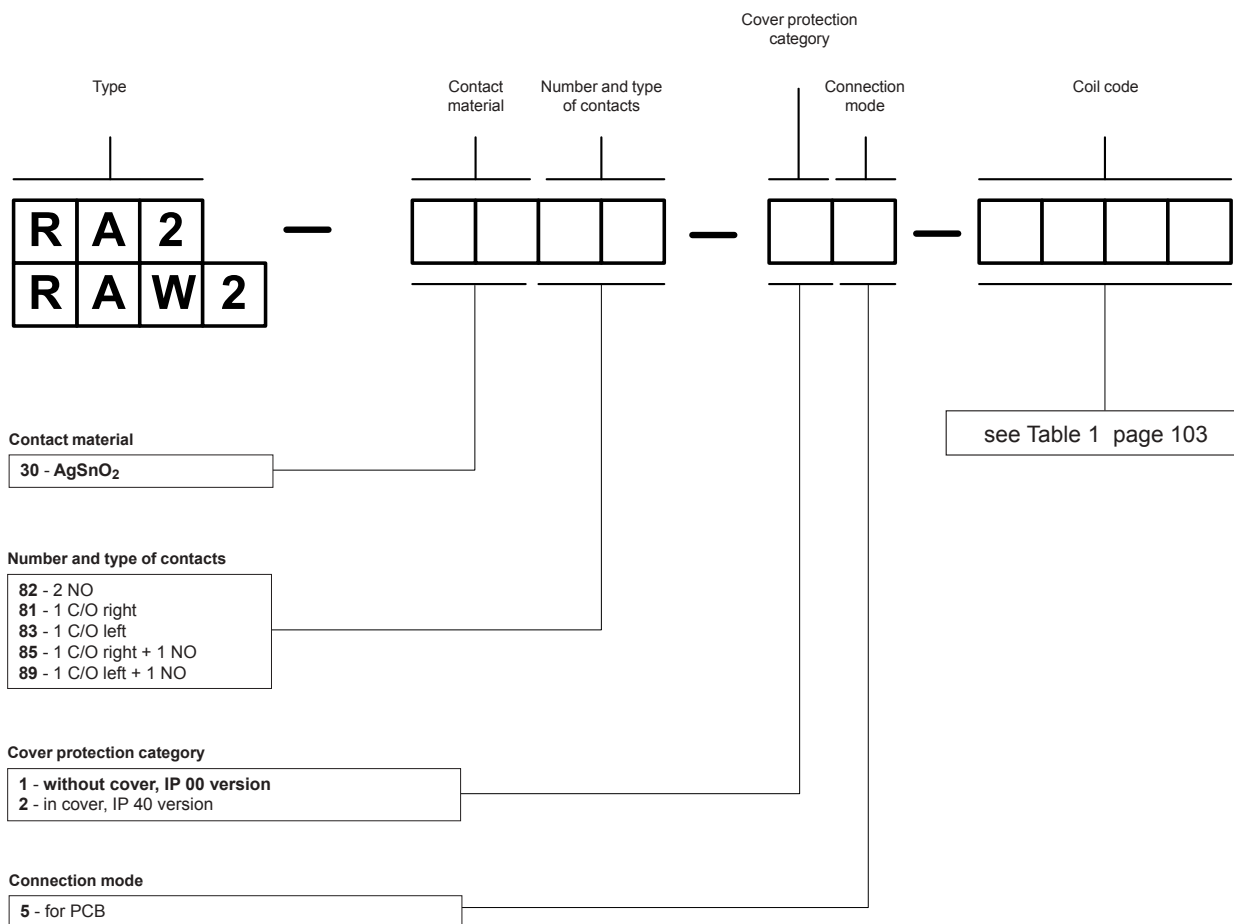 Cover protection
category
Type
Contact
material
Number and type
of contacts
Connection
mode
Coil code
R A 2 — — —
R A W 2
see Table 1 page 103
Contact material
30 - AgSnO2
Number and type of contacts
82 - 2 NO
81 - 1 C/O right
83 - 1 C/O left
85 - 1 C/O right + 1 NO
89 - 1 C/O left + 1 NO
Cover protection category
1 - without cover, IP 00 version
2 - in cover, IP 40 version
Connection mode
5 - for PCB